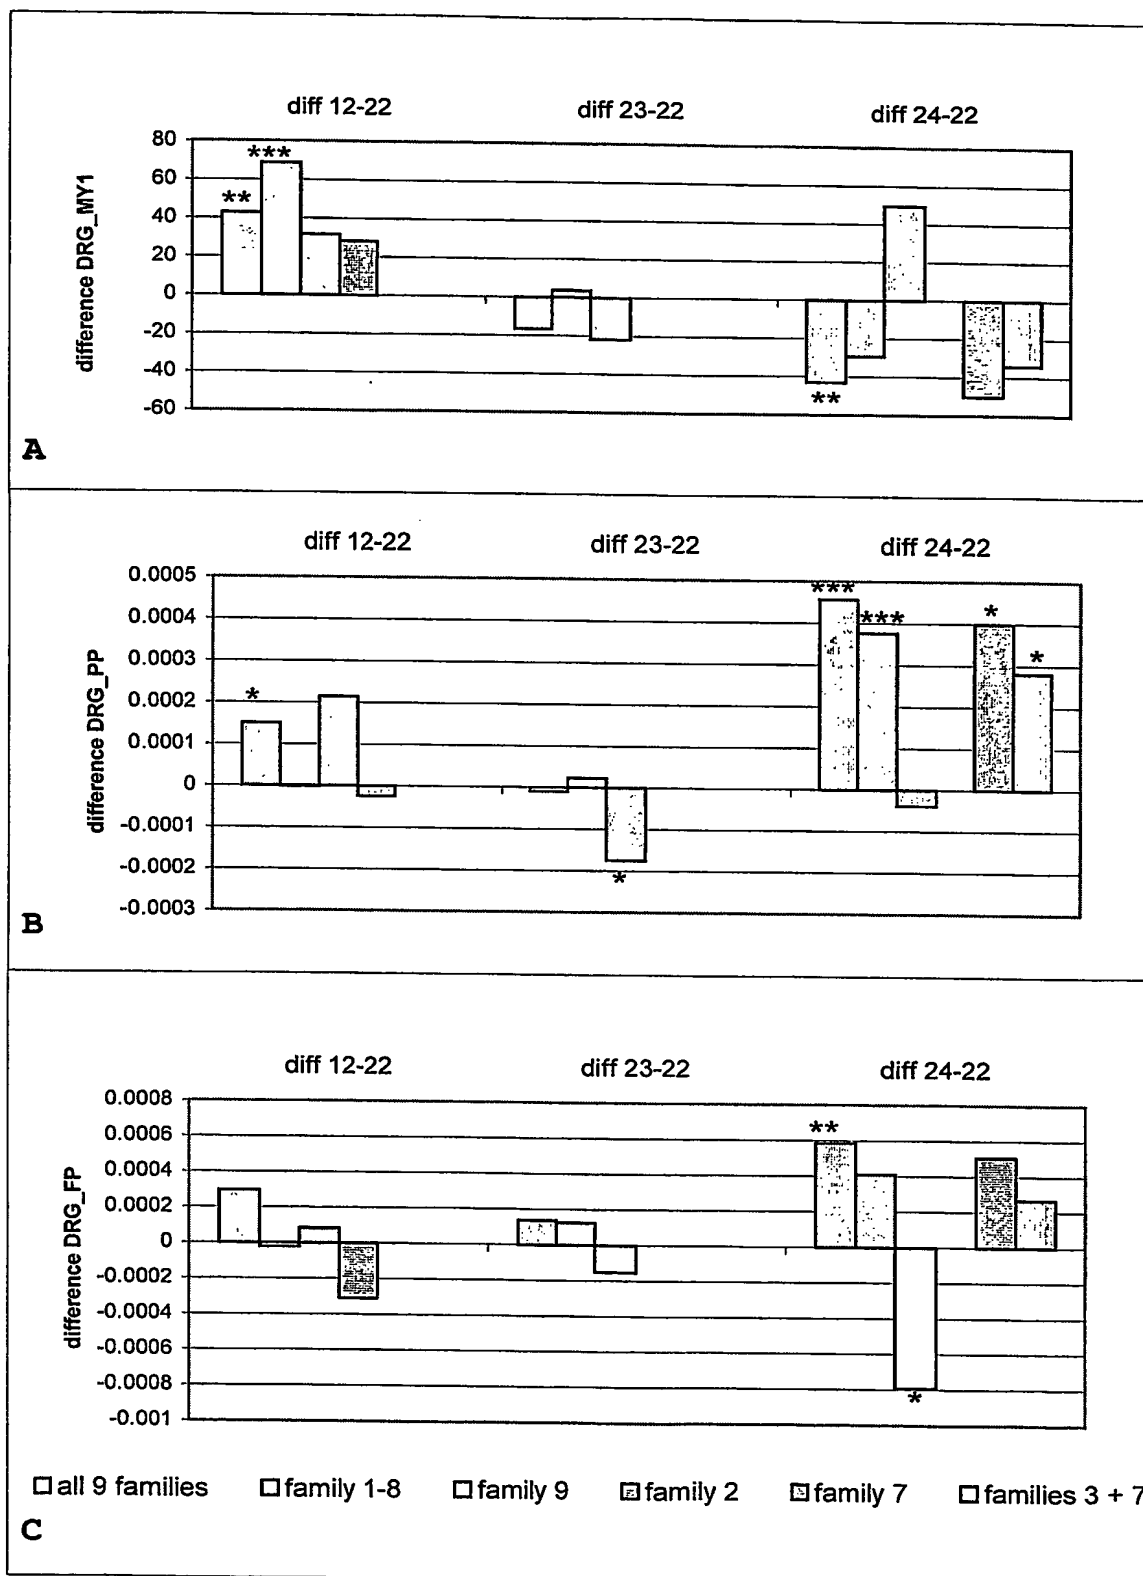 diff 12-22 diff 23-22 diff 24-22
difference DRG_MY1
80
60
40
20
0
-20
-40
-60
** *** **
A
diff 12-22 diff 23-22 diff 24-22
difference DRG_PP
0.0005
0.0004
0.0003
0.0002
0.0001
0
-0.0001
-0.0002
-0.0003
* * *** *** * *
B
diff 12-22 diff 23-22 diff 24-22
difference DRG_FP
0.0008
0.0006
0.0004
0.0002
0
-0.0002
-0.0004
-0.0006
-0.0008
-0.001
** *
all 9 families family 1-8 family 9 family 2 family 7 families 3 + 7
C